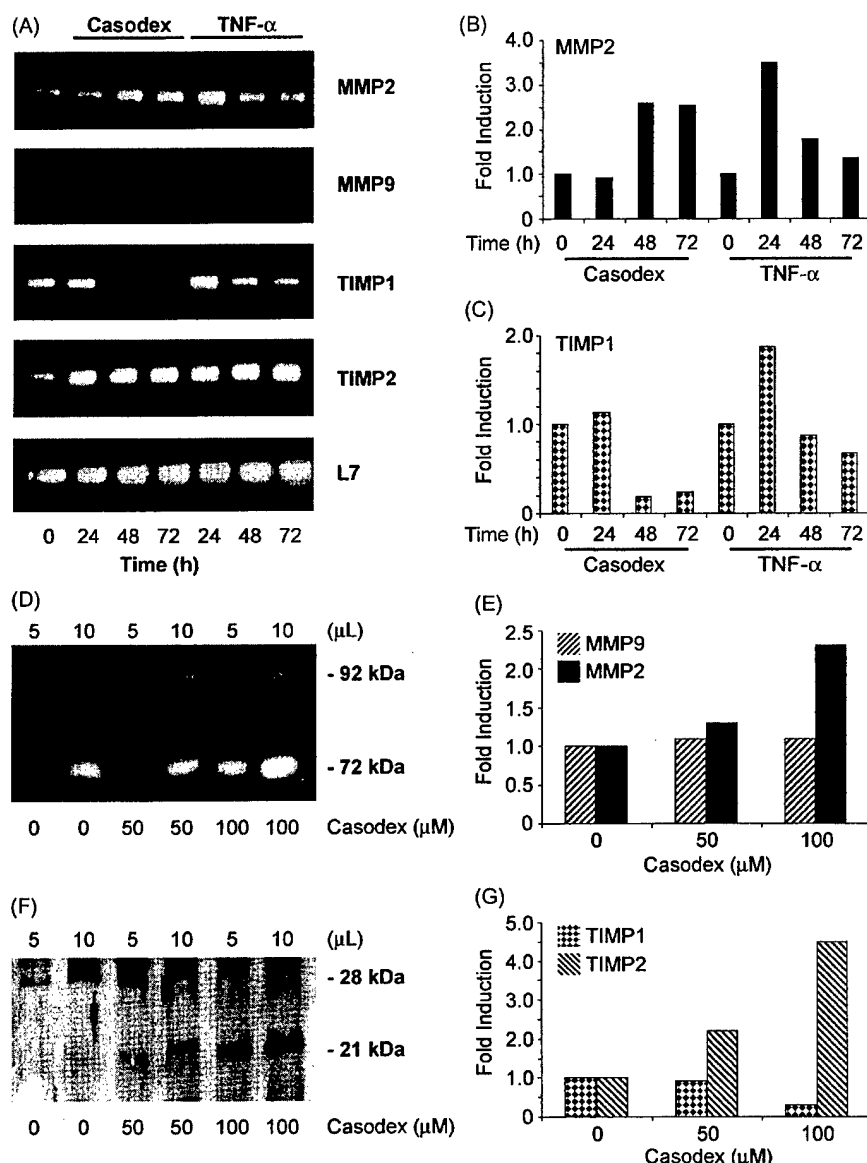 (A)
Casodex TNF-α
MMP2
MMP9
TIMP1
TIMP2
L7
0 24 48 72 24 48 72
Time (h)
(B)
MMP2
Fold Induction
4.0
3.0
2.0
1.0
0
Time (h) 0 24 48 72 0 24 48 72
Casodex TNF-α
(C)
TIMP1
Fold Induction
2.0
1.0
0
Time (h) 0 24 48 72 0 24 48 72
Casodex TNF-α
(D)
5 10 5 10 5 10 (µL)
- 92 kDa
- 72 kDa
0 0 50 50 100 100 Casodex (µM)
(E)
MMP9
MMP2
Fold Induction
2.5
2.0
1.5
1.0
0.5
0
0 50 100
Casodex (µM)
(F)
5 10 5 10 5 10 (µL)
- 28 kDa
- 21 kDa
0 0 50 50 100 100 Casodex (µM)
(G)
TIMP1
TIMP2
Fold Induction
5.0
4.0
3.0
2.0
1.0
0
0 50 100
Casodex (µM)